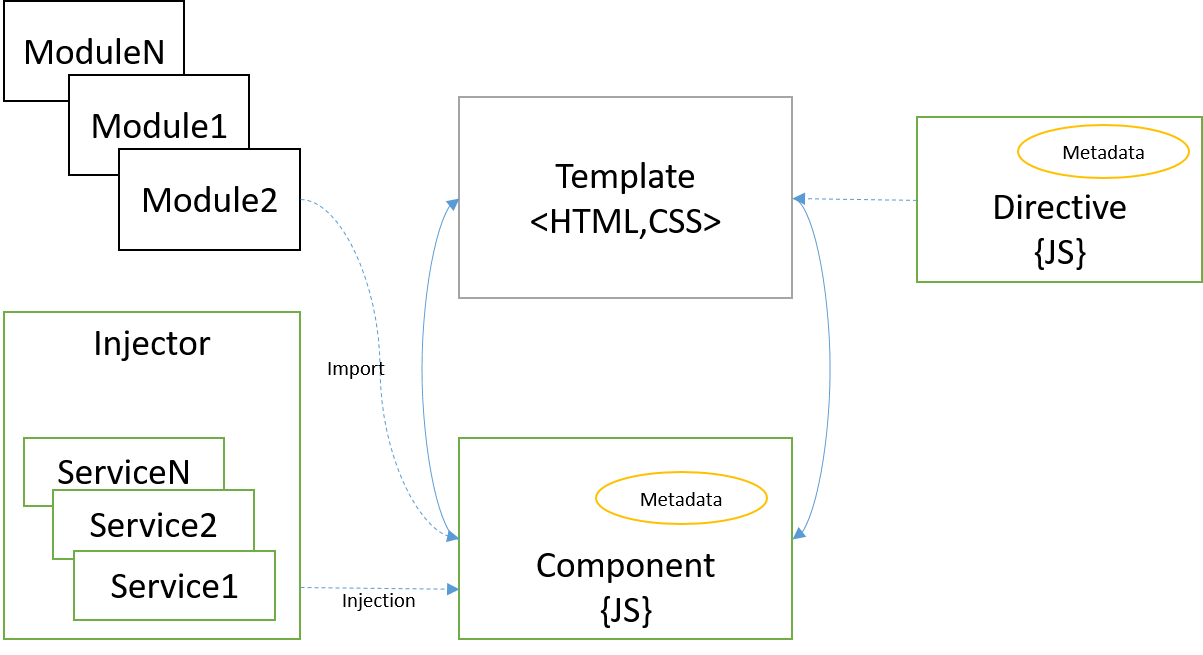 ModuleN
Module1
Module2
Template
<HTML,CSS>
Metadata
Directive
{JS}
Injector
Import
ServiceN
Service2
Service1
Injection
Metadata
Component
{JS}